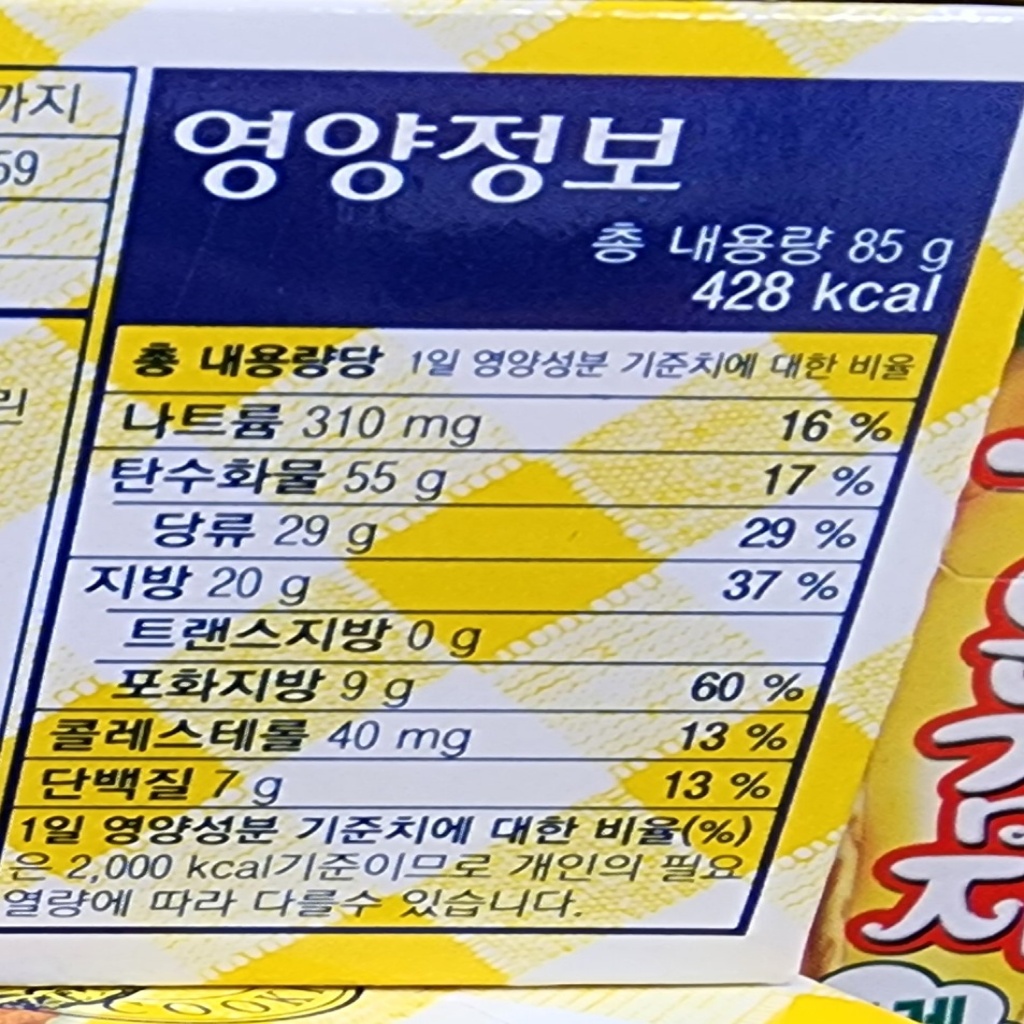 까지
59
린
영양정보
총 내용량 85 g
428 kcal
총 내용량당 1일 영양성분 기준치에 대한 비율
나트륨 310 mg 16 %
탄수화물 55 g 17 %
당류 29 g 29 %
지방 20 g 37 %
트랜스지방 0 g
포화지방 9 g 60 %
콜레스테롤 40 mg 13 %
단백질 7 g 13 %
1일 영양성분 기준치에 대한 비율(%)
은 2,000 kcal기준이므로 개인의 필요
열량에 따라 다를수 있습니다.